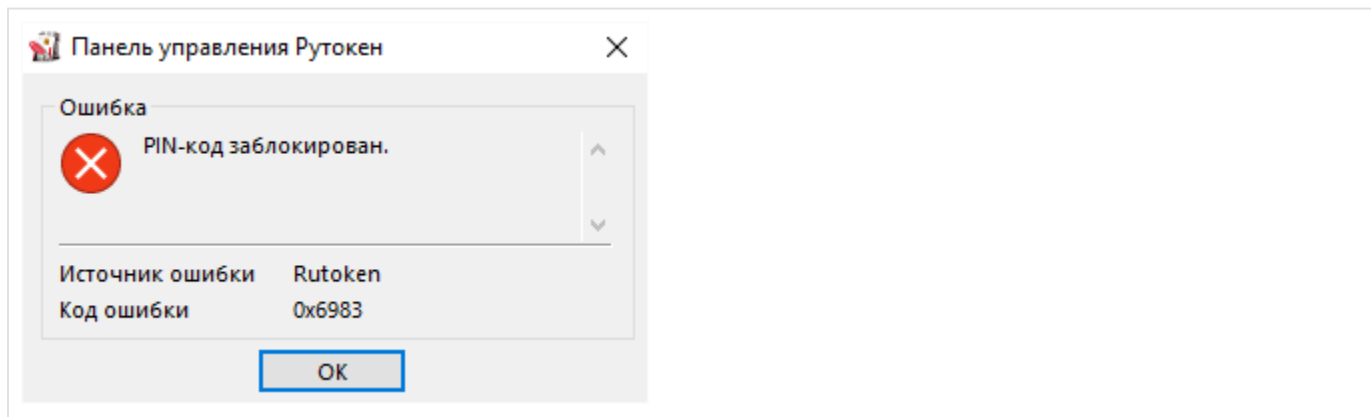 Панель управления Рутокен
Ошибка
PIN-код заблокирован.
Источник ошибки Rutoken
Код ошибки 0x6983
OK